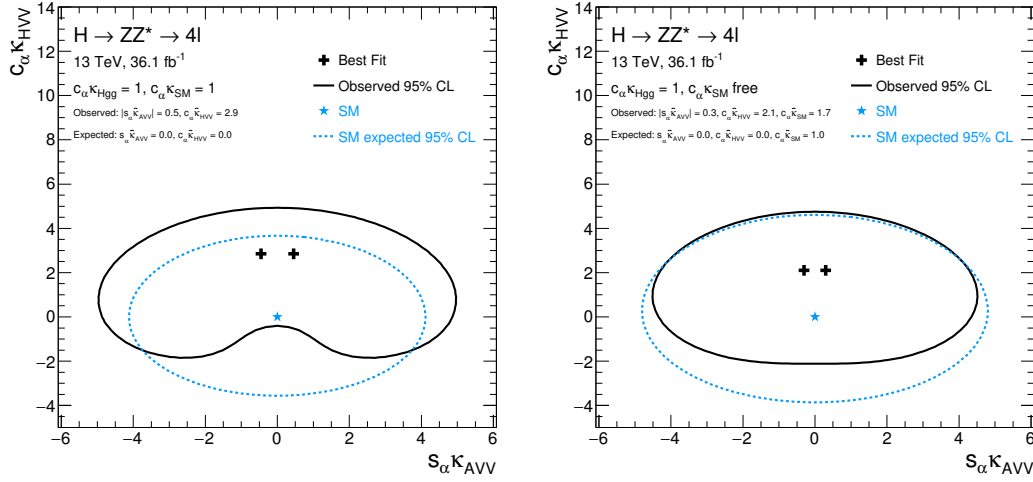 c_α κ_HVV
14
12
10
8
6
4
2
0
−2
−4
H → ZZ* → 4l
13 TeV, 36.1 fb⁻¹
c_α κ_Hgg = 1, c_α κ_SM = 1
Observed: |s_α κ̃_AVV| = 0.5, c_α κ̃_HVV = 2.9
Expected: s_α κ̃_AVV = 0.0, c_α κ̃_HVV = 0.0
Best Fit
Observed 95% CL
SM
SM expected 95% CL
−6 −4 −2 0 2 4 6
s_α κ_AVV
c_α κ_HVV
14
12
10
8
6
4
2
0
−2
−4
H → ZZ* → 4l
13 TeV, 36.1 fb⁻¹
c_α κ_Hgg = 1, c_α κ_SM free
Observed: |s_α κ̃_AVV| = 0.3, c_α κ̃_HVV = 2.1, c_α κ̃_SM = 1.7
Expected: s_α κ̃_AVV = 0.0, c_α κ̃_HVV = 0.0, c_α κ̃_SM = 1.0
Best Fit
Observed 95% CL
SM
SM expected 95% CL
−6 −4 −2 0 2 4 6
s_α κ_AVV